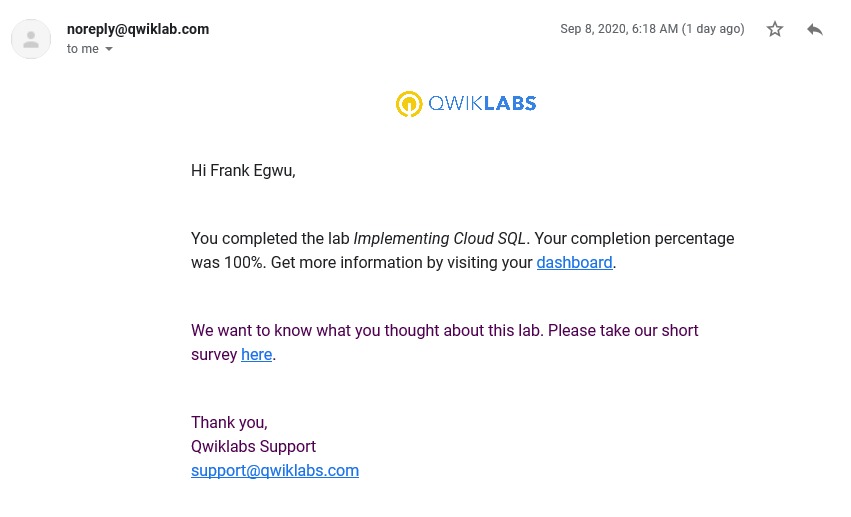 noreply@qwiklab.com
Sep 8, 2020, 6:18 AM (1 day ago)
to me
QWIKLABS
Hi Frank Egwu,
You completed the lab Implementing Cloud SQL. Your completion percentage
was 100%. Get more information by visiting your dashboard.
We want to know what you thought about this lab. Please take our short
survey here.
Thank you,
Qwiklabs Support
support@qwiklabs.com